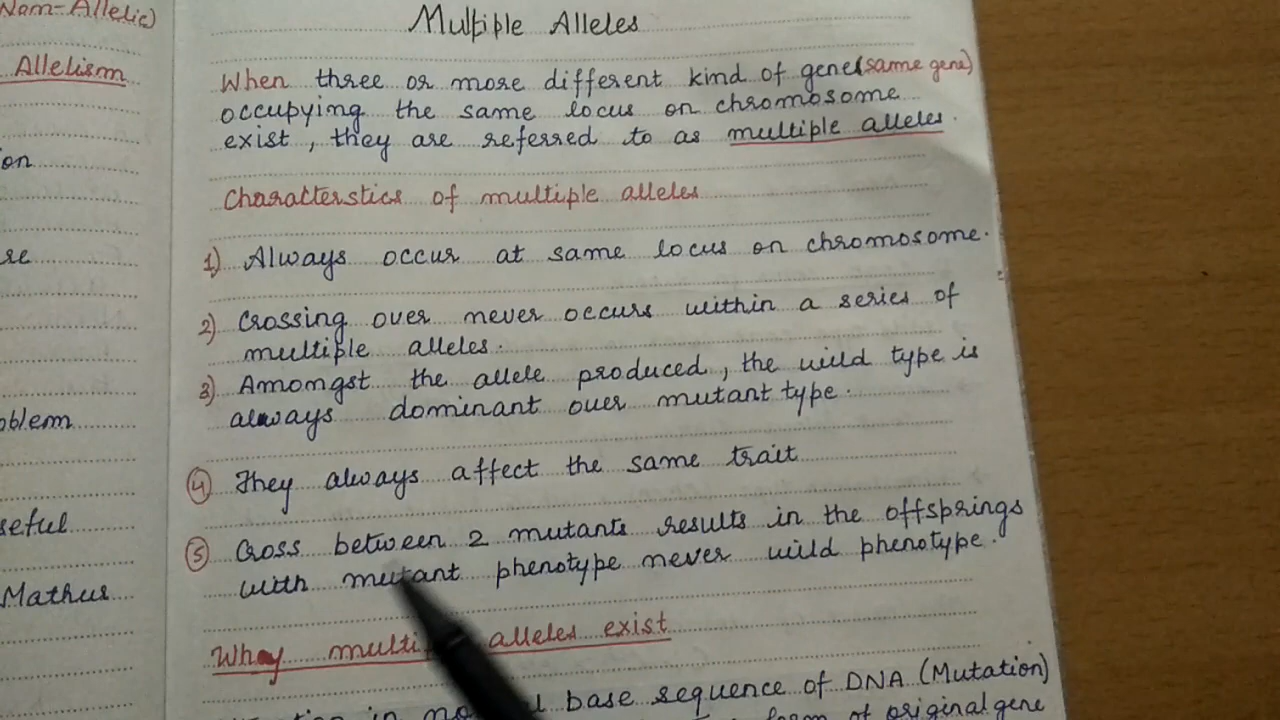 Allelism
on
re
oblem
seful
Mathur
Multiple Alleles
When three or more different kind of genes (same gene)
occupying the same locus on chromosome
exist, they are referred to as multiple alleles.
Characterstics of multiple alleles
1) Always occur at same locus on chromosome.
2) Crossing over never occurs within a series of
multiple alleles.
3) Amongst the allele produced, the wild type is
always dominant over mutant type.
4) They always affect the same trait
5) Cross between 2 mutants results in the offsprings
with mutant phenotype never wild phenotype.
Why multi alleles exist
in base sequence of DNA (Mutation)
form of original gene